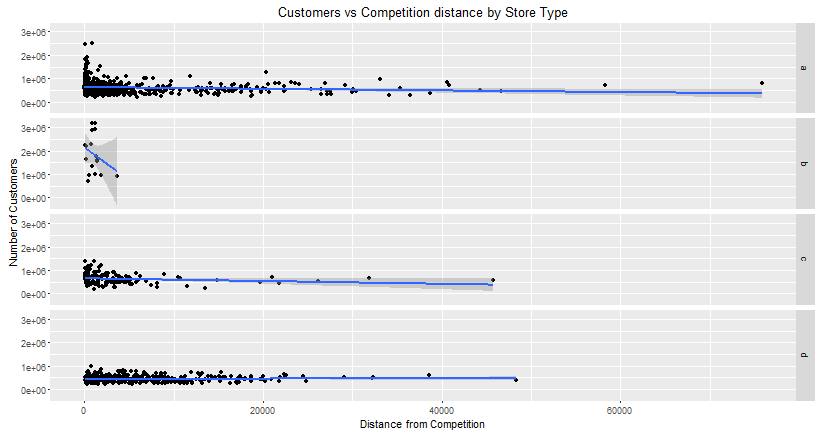 Customers vs Competition distance by Store Type
Number of Customers
3e+06
2e+06
1e+06
0e+00
a
3e+06
2e+06
1e+06
0e+00
b
3e+06
2e+06
1e+06
0e+00
c
3e+06
2e+06
1e+06
0e+00
d
0 20000 40000 60000
Distance from Competition